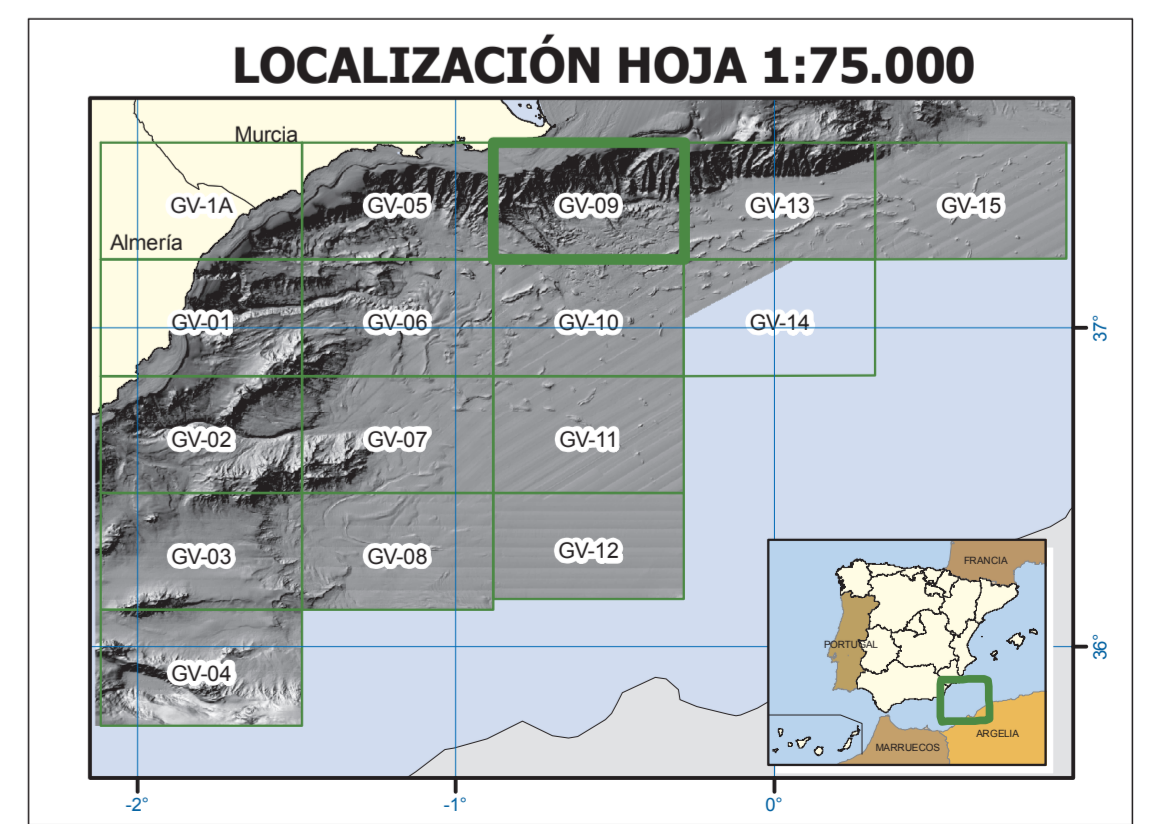 LOCALIZACIÓN HOJA 1:75.000
Murcia
GV-1A
GV-05
GV-09
GV-13
GV-15
Almería
GV-01
GV-06
GV-10
GV-14
37°
GV-02
GV-07
GV-11
GV-03
GV-08
GV-12
FRANCIA
PORTUGAL
36°
GV-04
ARGELIA
MARRUECOS
-2°
-1°
0°